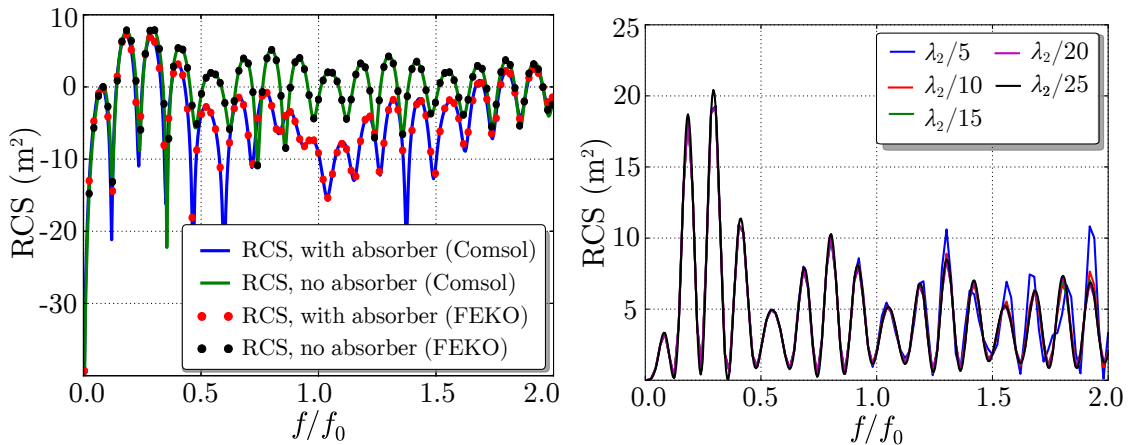 RCS (m²)
10
0
-10
-20
-30
0.0 0.5 1.0 1.5 2.0
f/f₀
RCS, with absorber (Comsol)
RCS, no absorber (Comsol)
RCS, with absorber (FEKO)
RCS, no absorber (FEKO)
RCS (m²)
25
20
15
10
5
0.0 0.5 1.0 1.5 2.0
f/f₀
λ₂/5 λ₂/20
λ₂/10 λ₂/25
λ₂/15